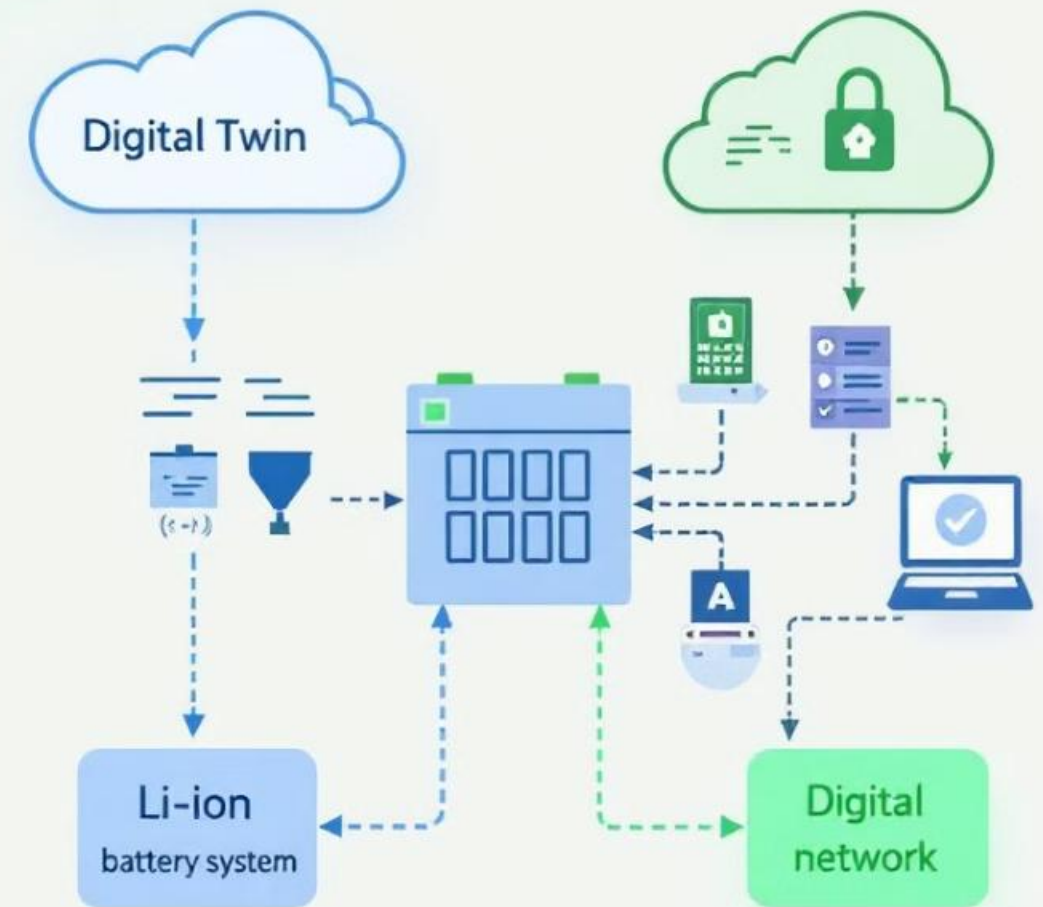 Digital Twin
A
Li-ion
battery system
Digital
network